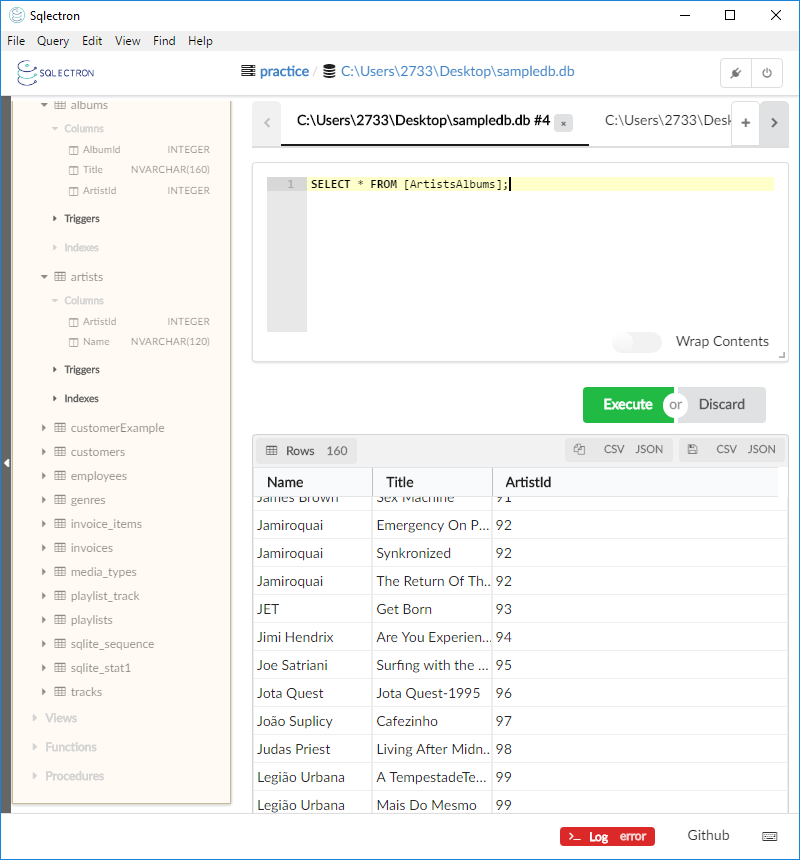 Sqlectron
File Query Edit View Find Help
SQLECTRON
practice / C:\Users\2733\Desktop\sampledb.db
albums
Columns
AlbumId INTEGER
Title NVARCHAR(160)
ArtistId INTEGER
Triggers
Indexes
artists
Columns
ArtistId INTEGER
Name NVARCHAR(120)
Triggers
Indexes
customerExample
customers
employees
genres
invoice_items
invoices
media_types
playlist_track
playlists
sqlite_sequence
sqlite_stat1
tracks
Views
Functions
Procedures
C:\Users\2733\Desktop\sampledb.db #4 ×
C:\Users\2733\Desk
+
1 SELECT * FROM [ArtistsAlbums];
Wrap Contents
Execute or Discard
Rows 160 CSV JSON CSV JSON
Name Title ArtistId
James Brown Sex Machine 91
Jamiroquai Emergency On P... 92
Jamiroquai Synkronized 92
Jamiroquai The Return Of Th... 92
JET Get Born 93
Jimi Hendrix Are You Experien... 94
Joe Satriani Surfing with the ... 95
Jota Quest Jota Quest-1995 96
João Suplicy Cafezinho 97
Judas Priest Living After Midn... 98
Legião Urbana A TempestadeTe... 99
Legião Urbana Mais Do Mesmo 99
>_ Log error Github